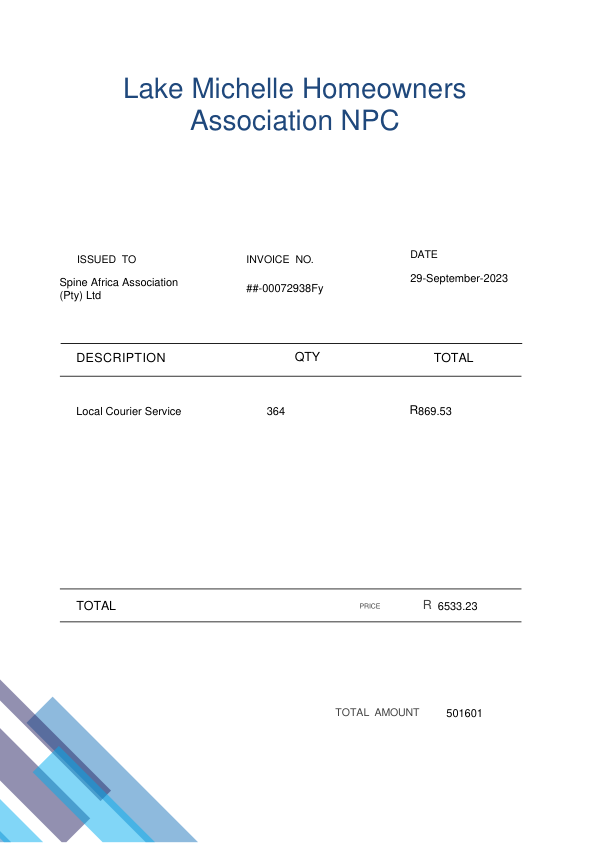 Lake Michelle Homeowners
Association NPC
ISSUED TO
INVOICE NO.
DATE
Spine Africa Association
(Pty) Ltd
##-00072938Fy
29-September-2023
DESCRIPTION
QTY
TOTAL
Local Courier Service
364
R869.53
TOTAL
PRICE
R 6533.23
TOTAL AMOUNT
501601